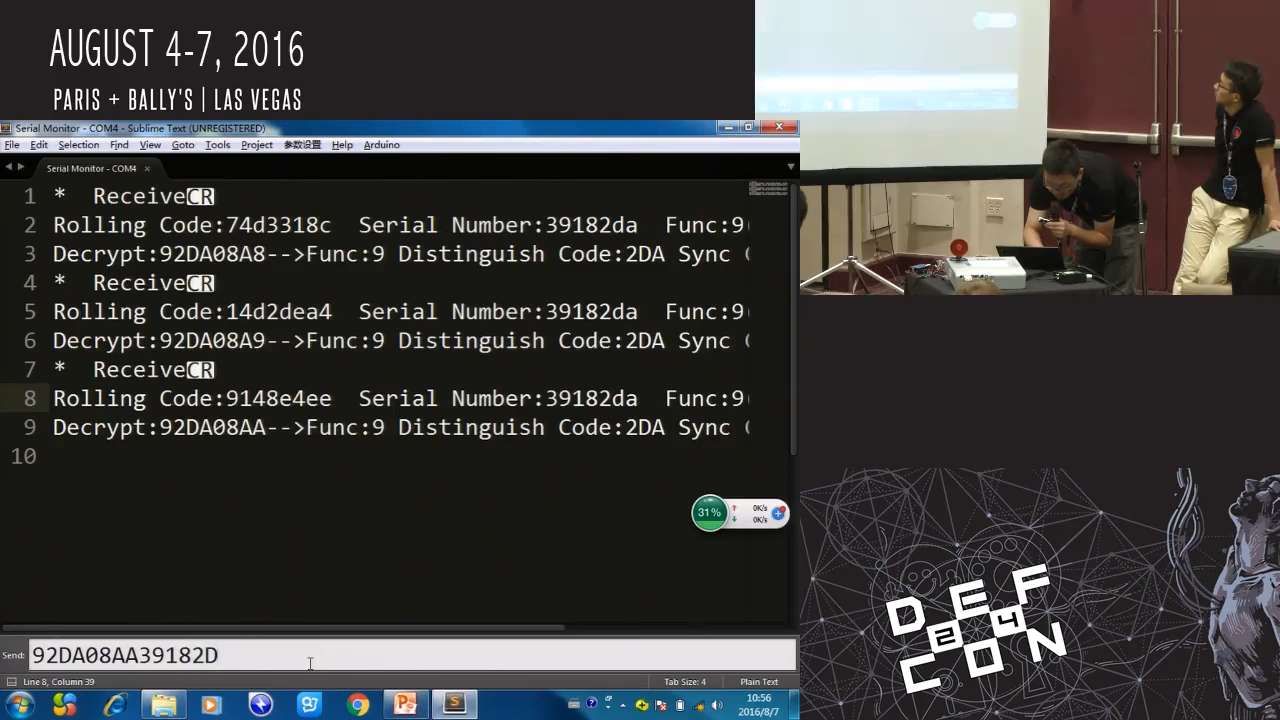 AUGUST 4-7, 2016
PARIS + BALLY'S | LAS VEGAS
Serial Monitor - COM4 - Sublime Text (UNREGISTERED)
File Edit Selection Find View Goto Tools Project 参数设置 Help Arduino
Serial Monitor - COM4 ×
1 * ReceiveCR
2 Rolling Code:74d3318c Serial Number:39182da Func:9(
3 Decrypt:92DA08A8-->Func:9 Distinguish Code:2DA Sync C
4 * ReceiveCR
5 Rolling Code:14d2dea4 Serial Number:39182da Func:9(
6 Decrypt:92DA08A9-->Func:9 Distinguish Code:2DA Sync C
7 * ReceiveCR
8 Rolling Code:9148e4ee Serial Number:39182da Func:9(
9 Decrypt:92DA08AA-->Func:9 Distinguish Code:2DA Sync C
10
31% 0K/s
0K/s
Send: 92DA08AA39182D
Line 8, Column 39 Tab Size: 4 Plain Text
10:56
2016/8/7
DEF
24
CON